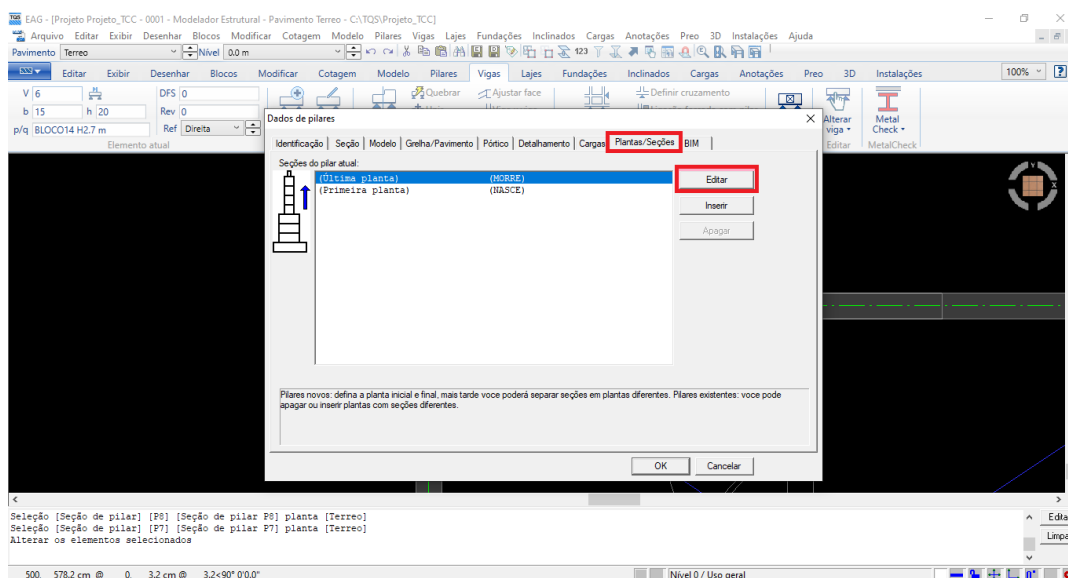 TQS EAG - [Projeto Projeto_TCC - 0001 - Modelador Estrutural - Pavimento Terreo - C:\TQS\Projeto_TCC]
Arquivo Editar Exibir Desenhar Blocos Modificar Cotagem Modelo Pilares Vigas Lajes Fundações Inclinados Cargas Anotações Preo 3D Instalações Ajuda
Pavimento Terreo Nível 0.0 m 123
Editar Exibir Desenhar Blocos Modificar Cotagem Modelo Pilares Vigas Lajes Fundações Inclinados Cargas Anotações Preo 3D Instalações 100%
V 6 DFS 0 Quebrar Ajustar face Definir cruzamento
b 15 h 20 Rev 0 Alterar viga Metal Check
p/q BLOCO14 H2.7 m Ref Direita
Elemento atual Editar MetalCheck
Dados de pilares
Identificação Seção Modelo Grelha/Pavimento Pórtico Detalhamento Cargas Plantas/Seções BIM
Seções do pilar atual:
(Última planta) (MORRE) Editar
(Primeira planta) (NASCE)
Inserir
Apagar
X
Pilares novos: defina a planta inicial e final, mais tarde voce poderá separar seções em plantas diferentes. Pilares existentes: voce pode
apagar ou inserir plantas com seções diferentes.
OK Cancelar
Seleção [Seção de pilar] [P8] [Seção de pilar P8] planta [Terreo]
Seleção [Seção de pilar] [P7] [Seção de pilar P7] planta [Terreo]
Alterar os elementos selecionados
Edita
Limpa
500, 578.2 cm @ 0, 3.2 cm @ 3.2<90° 0'0.0" Nível 0 / Uso geral